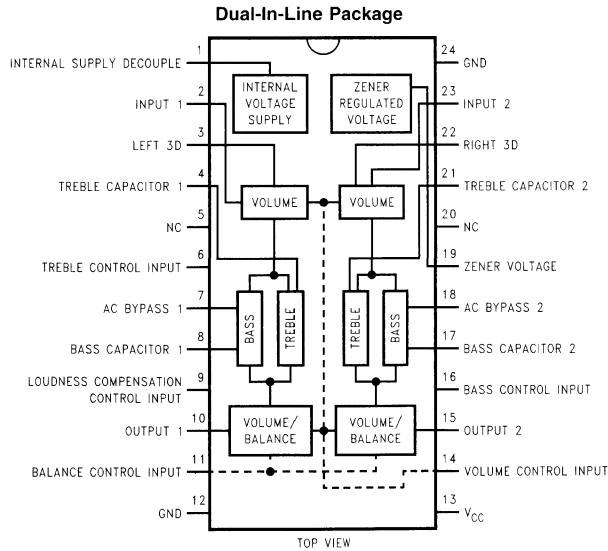 Dual-In-Line Package
1
INTERNAL SUPPLY DECOUPLE
24
GND
2
INPUT 1
INTERNAL
VOLTAGE
SUPPLY
ZENER
REGULATED
VOLTAGE
23
INPUT 2
3
LEFT 3D
22
RIGHT 3D
4
TREBLE CAPACITOR 1
21
TREBLE CAPACITOR 2
VOLUME
VOLUME
5
NC
20
NC
6
TREBLE CONTROL INPUT
19
ZENER VOLTAGE
7
AC BYPASS 1
18
AC BYPASS 2
BASS
TREBLE
TREBLE
BASS
8
BASS CAPACITOR 1
17
BASS CAPACITOR 2
9
LOUDNESS COMPENSATION
CONTROL INPUT
16
BASS CONTROL INPUT
10
OUTPUT 1
VOLUME/
BALANCE
VOLUME/
BALANCE
15
OUTPUT 2
11
BALANCE CONTROL INPUT
14
VOLUME CONTROL INPUT
12
GND
13
VCC
TOP VIEW